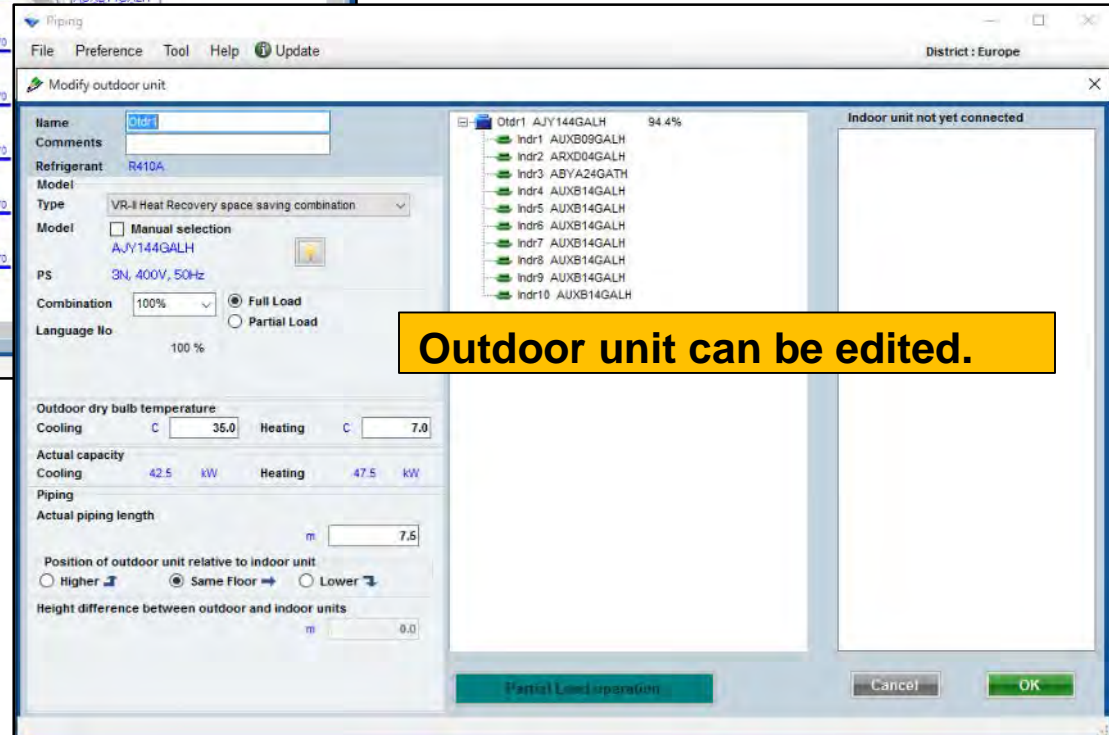 Piping
File Preference Tool Help Update District : Europe
Modify outdoor unit
Name Otdr1
Comments
Refrigerant R410A
Model
Type VR-II Heat Recovery space saving combination
Model Manual selection
AJY144GALH
PS 3N, 400V, 50Hz
Combination 100% Full Load
Partial Load
Language No
100 %
Outdoor dry bulb temperature
Cooling C 35.0 Heating C 7.0
Actual capacity
Cooling 42.5 kW Heating 47.5 kW
Piping
Actual piping length
m 7.5
Position of outdoor unit relative to indoor unit
Higher Same Floor Lower
Height difference between outdoor and indoor units
m 0.0
Otdr1 AJY144GALH 94.4%
Indr1 AUXB09GALH
Indr2 ARXD04GALH
Indr3 ABYA24GATH
Indr4 AUXB14GALH
Indr5 AUXB14GALH
Indr6 AUXB14GALH
Indr7 AUXB14GALH
Indr8 AUXB14GALH
Indr9 AUXB14GALH
Indr10 AUXB14GALH
Outdoor unit can be edited.
Partial Load operation
Indoor unit not yet connected
Cancel OK